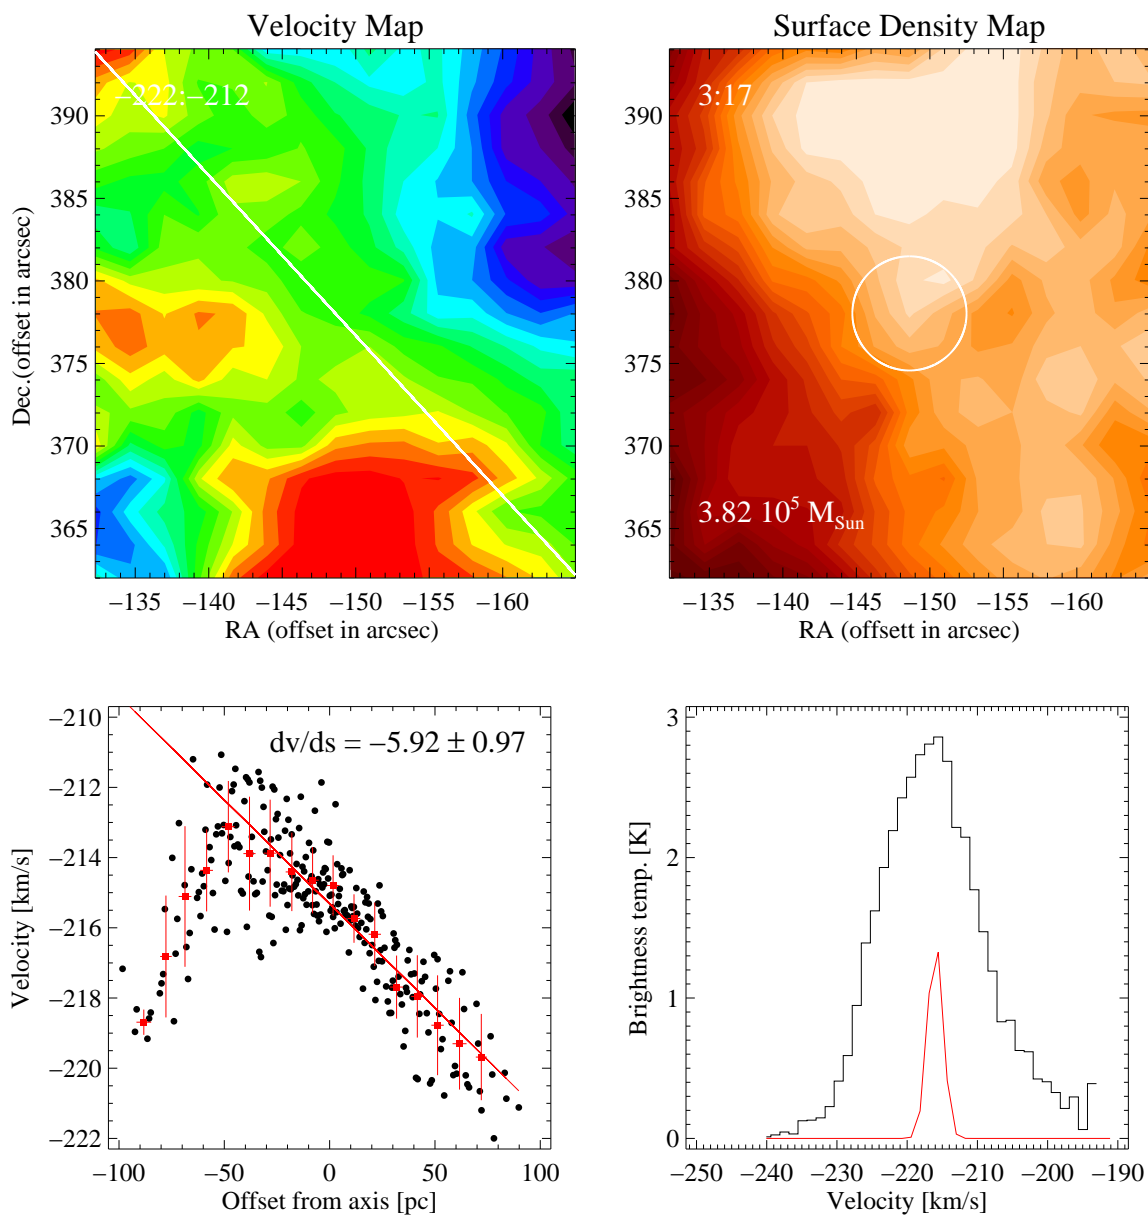 Velocity Map
Surface Density Map
−222:−212
3:17
390
385
380
375
370
365
390
385
380
375
370
365
Dec.(offset in arcsec)
3.82 10⁵ M_Sun
−135 −140 −145 −150 −155 −160
−135 −140 −145 −150 −155 −160
RA (offset in arcsec)
RA (offsett in arcsec)
dv/ds = −5.92 ± 0.97
−210
−212
−214
−216
−218
−220
−222
Velocity [km/s]
−100 −50 0 50 100
Offset from axis [pc]
3
2
1
0
Brightness temp. [K]
−250 −240 −230 −220 −210 −200 −190
Velocity [km/s]